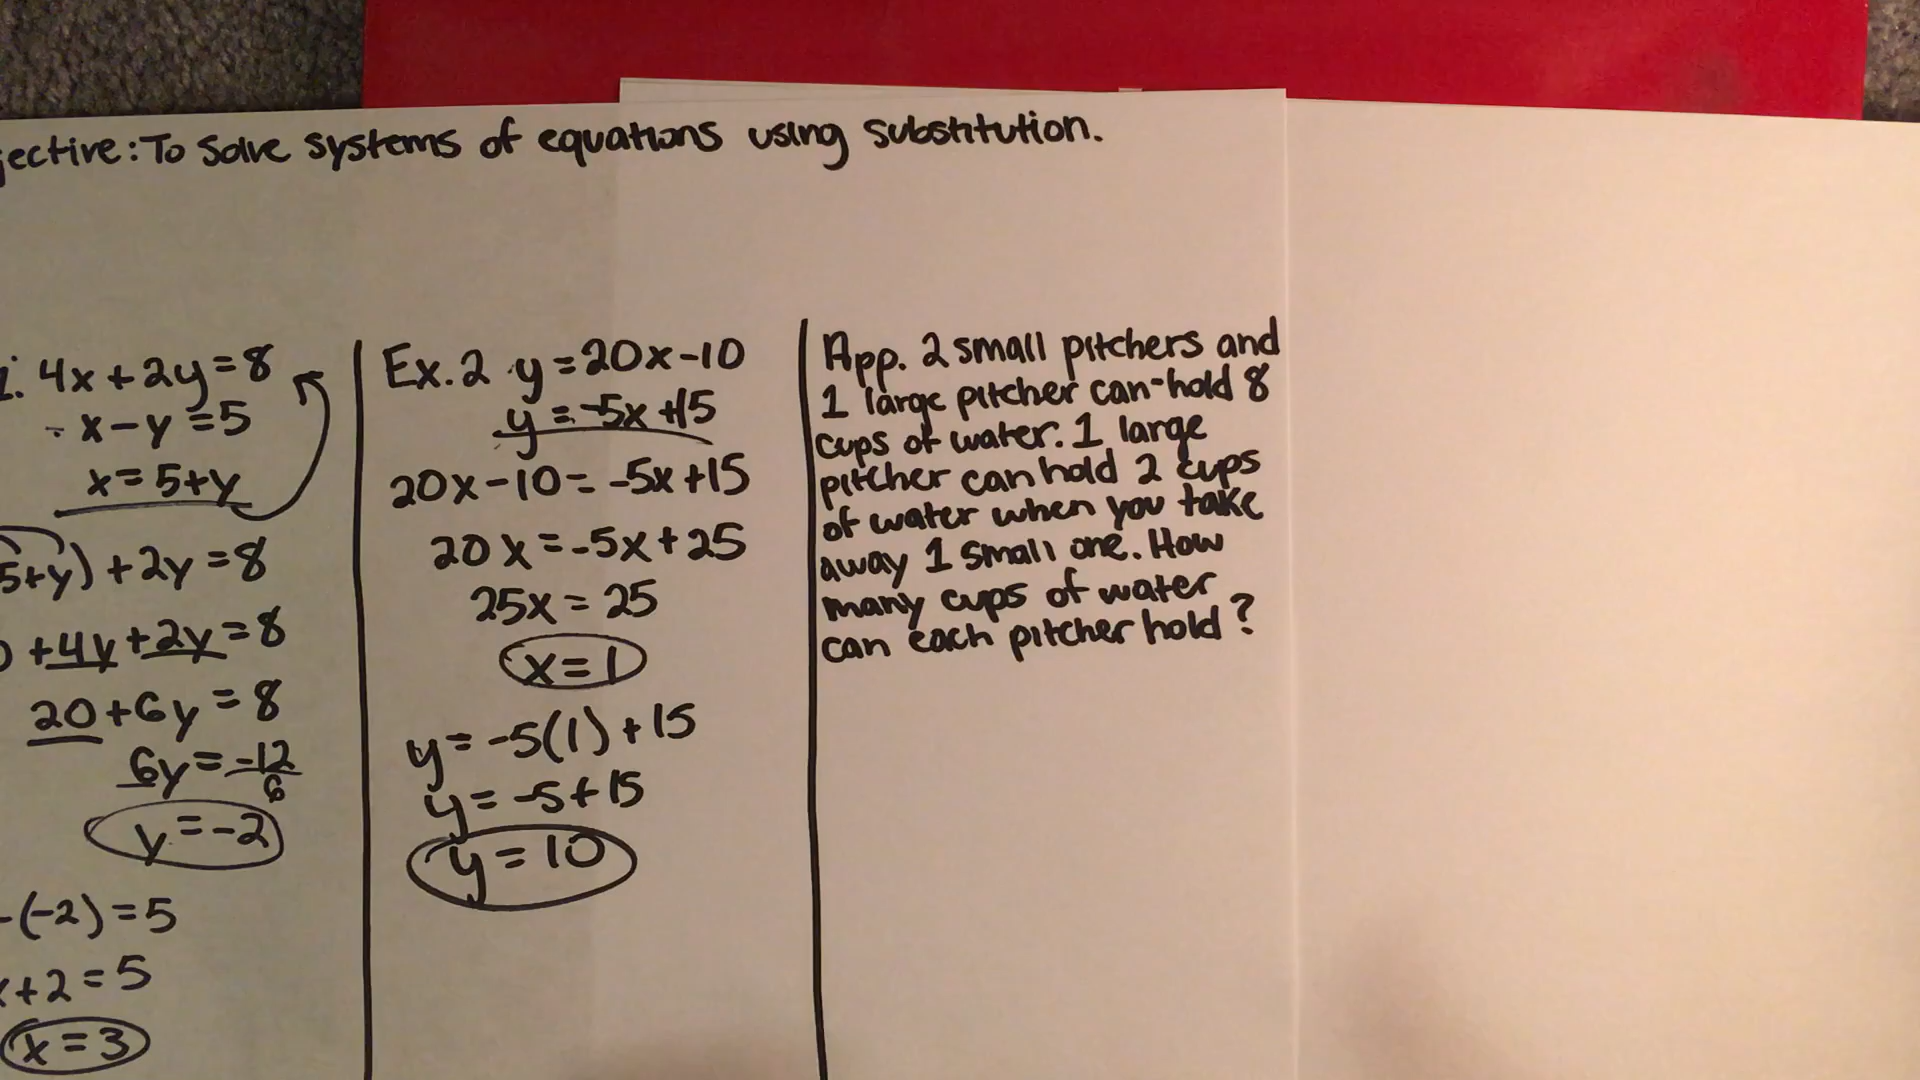 jective: To Solve systems of equations using substitution.
1. 4x+2y=8
x-y=5
x=5+y
5+y)+2y=8
+4y+2y=8
20+6y=8
6y=-12
6
y=-2
-(-2)=5
x+2=5
x=3
Ex. 2 y=20x-10
y=-5x+15
20x-10=-5x+15
20x=-5x+25
25x=25
x=1
y=-5(1)+15
y=-5+15
y=10
App. 2 small pitchers and
1 large pitcher can hold 8
cups of water. 1 large
pitcher can hold 2 cups
of water when you take
away 1 small one. How
many cups of water
can each pitcher hold?